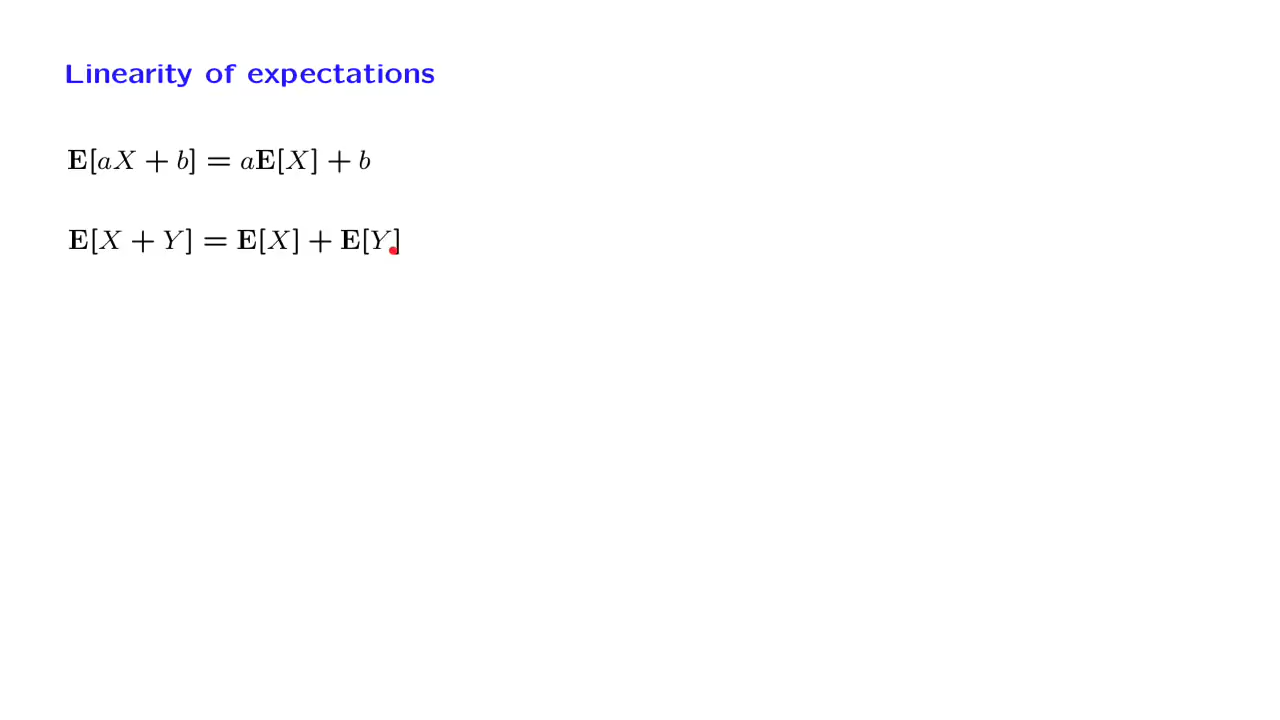 Linearity of expectations
E[aX + b] = aE[X] + b
E[X + Y] = E[X] + E[Y]